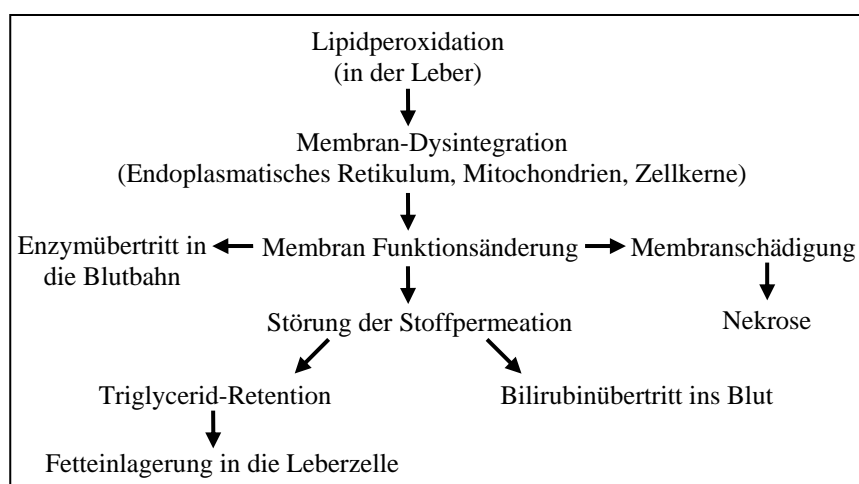 Lipidperoxidation
(in der Leber)
Membran-Dysintegration
(Endoplasmatisches Retikulum, Mitochondrien, Zellkerne)
Enzymübertritt in
die Blutbahn
Membran Funktionsänderung
Membranschädigung
Störung der Stoffpermeation
Nekrose
Triglycerid-Retention
Bilirubinübertritt ins Blut
Fetteinlagerung in die Leberzelle